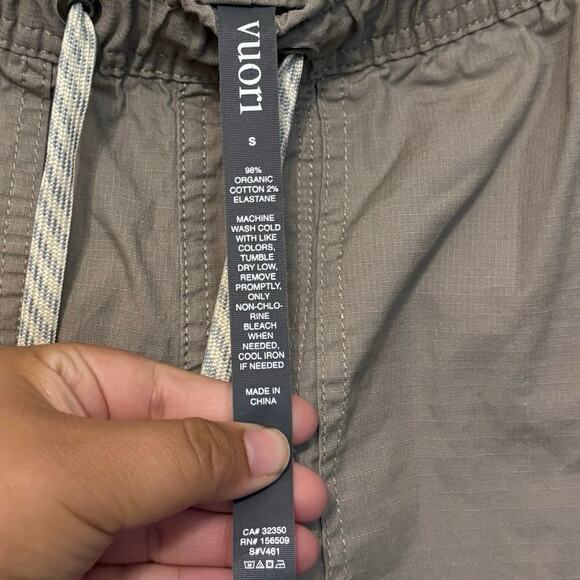 vuori
S
98%
ORGANIC
COTTON 2%
ELASTANE
MACHINE
WASH COLD
WITH LIKE
COLORS,
TUMBLE
DRY LOW,
REMOVE
PROMPTLY,
ONLY
NON-CHLO-
RINE
BLEACH
WHEN
NEEDED,
COOL IRON
IF NEEDED
MADE IN
CHINA
CA# 32350
RN# 156509
S#V461